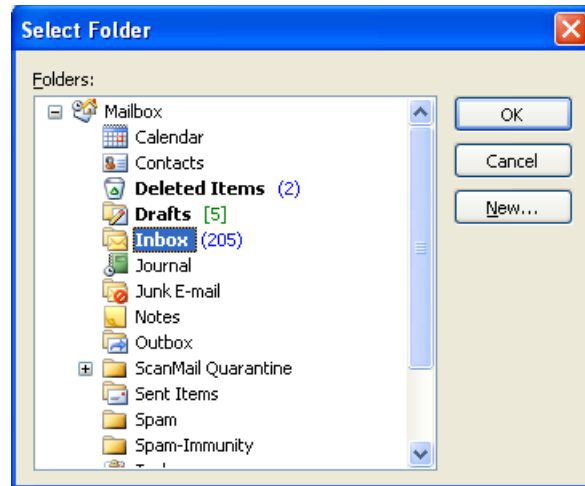 Select Folder
Folders:
Mailbox
Calendar
Contacts
Deleted Items (2)
Drafts [5]
Inbox (205)
Journal
Junk E-mail
Notes
Outbox
ScanMail Quarantine
Sent Items
Spam
Spam-Immunity
OK
Cancel
New...